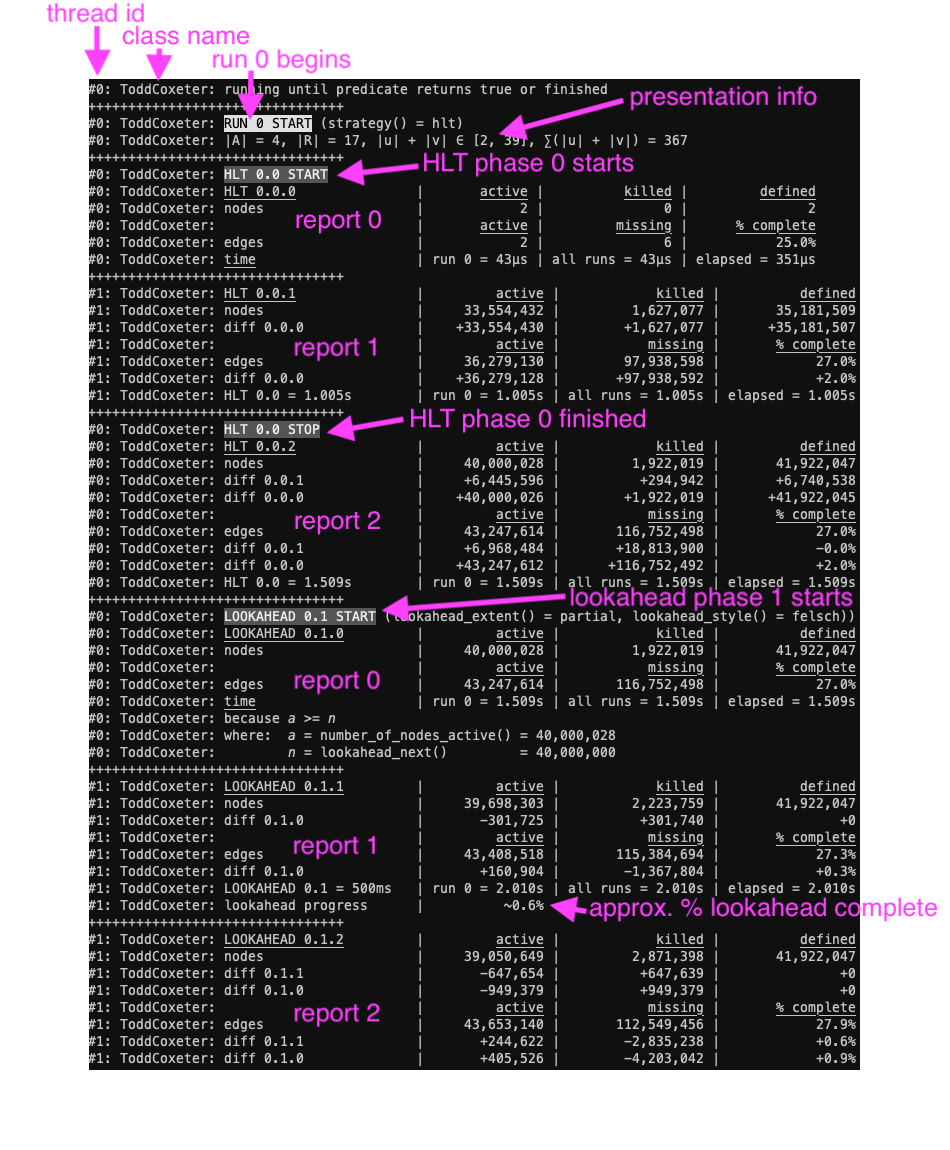 thread id
class name
run 0 begins
#0: ToddCoxeter: running until predicate returns true or finished
++++++++++++++++++++++++++++++++
presentation info
#0: ToddCoxeter: RUN 0 START (strategy() = hlt)
#0: ToddCoxeter: |A| = 4, |R| = 17, |u| + |v| ∈ [2, 39], ∑(|u| + |v|) = 367
++++++++++++++++++++++++++++++++
HLT phase 0 starts
#0: ToddCoxeter: HLT 0.0 START
#0: ToddCoxeter: HLT 0.0.0 | active | killed | defined
#0: ToddCoxeter: nodes | 2 | 0 | 2
report 0
#0: ToddCoxeter: | active | missing | % complete
#0: ToddCoxeter: edges | 2 | 6 | 25.0%
#0: ToddCoxeter: time | run 0 = 43µs | all runs = 43µs | elapsed = 351µs
++++++++++++++++++++++++++++++++
#1: ToddCoxeter: HLT 0.0.1 | active | killed | defined
#1: ToddCoxeter: nodes | 33,554,432 | 1,627,077 | 35,181,509
#1: ToddCoxeter: diff 0.0.0 | +33,554,430 | +1,627,077 | +35,181,507
report 1
#1: ToddCoxeter: | active | missing | % complete
#1: ToddCoxeter: edges | 36,279,130 | 97,938,598 | 27.0%
#1: ToddCoxeter: diff 0.0.0 | +36,279,128 | +97,938,592 | +2.0%
#1: ToddCoxeter: HLT 0.0 = 1.005s | run 0 = 1.005s | all runs = 1.005s | elapsed = 1.005s
++++++++++++++++++++++++++++++++
HLT phase 0 finished
#0: ToddCoxeter: HLT 0.0 STOP
#0: ToddCoxeter: HLT 0.0.2 | active | killed | defined
#0: ToddCoxeter: nodes | 40,000,028 | 1,922,019 | 41,922,047
#0: ToddCoxeter: diff 0.0.1 | +6,445,596 | +294,942 | +6,740,538
#0: ToddCoxeter: diff 0.0.0 | +40,000,026 | +1,922,019 | +41,922,045
report 2
#0: ToddCoxeter: | active | missing | % complete
#0: ToddCoxeter: edges | 43,247,614 | 116,752,498 | 27.0%
#0: ToddCoxeter: diff 0.0.1 | +6,968,484 | +18,813,900 | -0.0%
#0: ToddCoxeter: diff 0.0.0 | +43,247,612 | +116,752,492 | +2.0%
#0: ToddCoxeter: HLT 0.0 = 1.509s | run 0 = 1.509s | all runs = 1.509s | elapsed = 1.509s
++++++++++++++++++++++++++++++++
lookahead phase 1 starts
#0: ToddCoxeter: LOOKAHEAD 0.1 START (lookahead_extent() = partial, lookahead_style() = felsch))
#0: ToddCoxeter: LOOKAHEAD 0.1.0 | active | killed | defined
#0: ToddCoxeter: nodes | 40,000,028 | 1,922,019 | 41,922,047
#0: ToddCoxeter: | active | missing | % complete
report 0
#0: ToddCoxeter: edges | 43,247,614 | 116,752,498 | 27.0%
#0: ToddCoxeter: time | run 0 = 1.509s | all runs = 1.509s | elapsed = 1.509s
#0: ToddCoxeter: because a >= n
#0: ToddCoxeter: where: a = number_of_nodes_active() = 40,000,028
#0: ToddCoxeter: n = lookahead_next() = 40,000,000
++++++++++++++++++++++++++++++++
#1: ToddCoxeter: LOOKAHEAD 0.1.1 | active | killed | defined
#1: ToddCoxeter: nodes | 39,698,303 | 2,223,759 | 41,922,047
#1: ToddCoxeter: diff 0.1.0 | -301,725 | +301,740 | +0
#1: ToddCoxeter: | active | missing | % complete
report 1
#1: ToddCoxeter: edges | 43,408,518 | 115,384,694 | 27.3%
#1: ToddCoxeter: diff 0.1.0 | +160,904 | -1,367,804 | +0.3%
#1: ToddCoxeter: LOOKAHEAD 0.1 = 500ms | run 0 = 2.010s | all runs = 2.010s | elapsed = 2.010s
#1: ToddCoxeter: lookahead progress | ~0.6%
approx. % lookahead complete
++++++++++++++++++++++++++++++++
#1: ToddCoxeter: LOOKAHEAD 0.1.2 | active | killed | defined
#1: ToddCoxeter: nodes | 39,050,649 | 2,871,398 | 41,922,047
#1: ToddCoxeter: diff 0.1.1 | -647,654 | +647,639 | +0
#1: ToddCoxeter: diff 0.1.0 | -949,379 | +949,379 | +0
#1: ToddCoxeter: | active | missing | % complete
report 2
#1: ToddCoxeter: edges | 43,653,140 | 112,549,456 | 27.9%
#1: ToddCoxeter: diff 0.1.1 | +244,622 | -2,835,238 | +0.6%
#1: ToddCoxeter: diff 0.1.0 | +405,526 | -4,203,042 | +0.9%